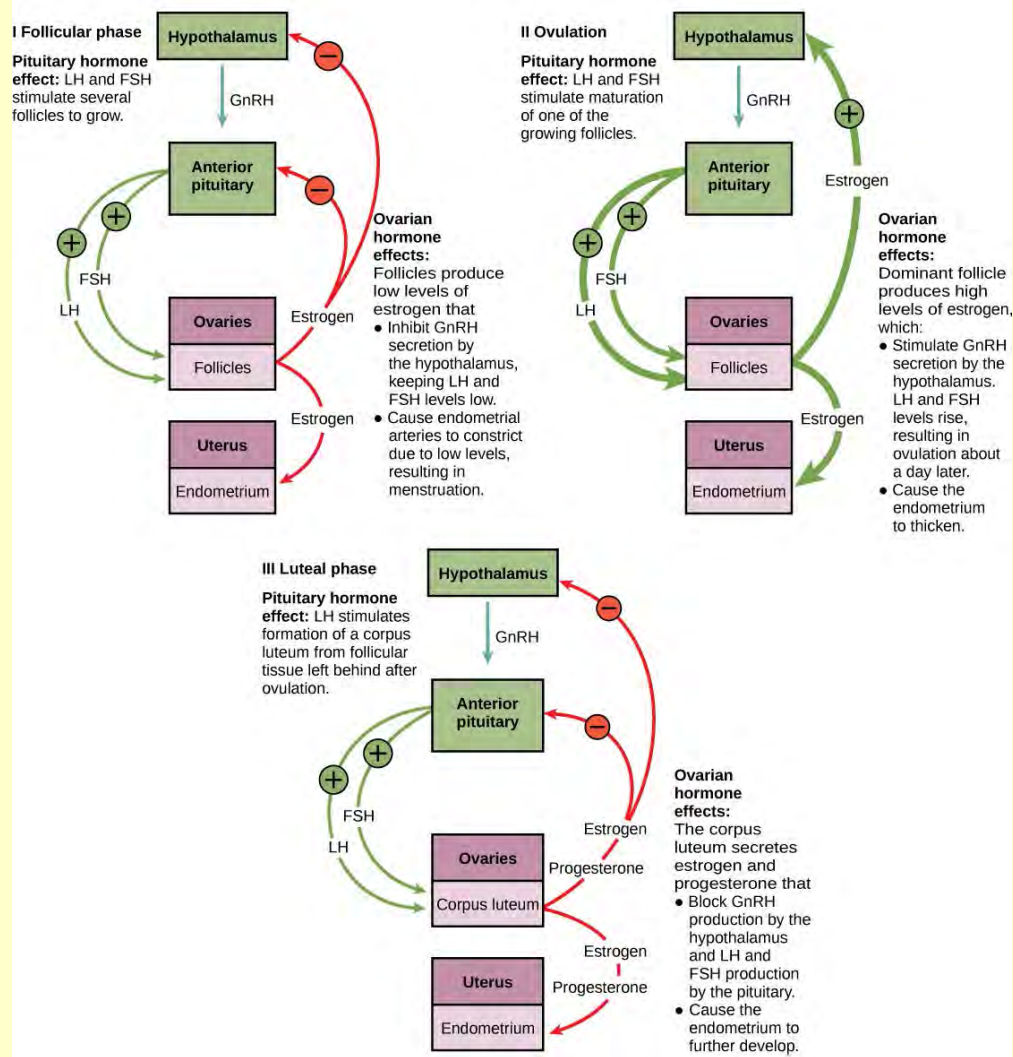 I Follicular phase
Pituitary hormone
effect: LH and FSH
stimulate several
follicles to grow.
Hypothalamus
GnRH
Anterior
pituitary
FSH
LH
Ovaries
Follicles
Uterus
Endometrium
Estrogen
Estrogen
Ovarian
hormone
effects:
Follicles produce
low levels of
estrogen that
● Inhibit GnRH
secretion by
the hypothalamus,
keeping LH and
FSH levels low.
● Cause endometrial
arteries to constrict
due to low levels,
resulting in
menstruation.
II Ovulation
Pituitary hormone
effect: LH and FSH
stimulate maturation
of one of the
growing follicles.
Hypothalamus
GnRH
Anterior
pituitary
FSH
LH
Ovaries
Follicles
Uterus
Endometrium
Estrogen
Estrogen
Ovarian
hormone
effects:
Dominant follicle
produces high
levels of estrogen,
which:
● Stimulate GnRH
secretion by the
hypothalamus.
LH and FSH
levels rise,
resulting in
ovulation about
a day later.
● Cause the
endometrium
to thicken.
III Luteal phase
Pituitary hormone
effect: LH stimulates
formation of a corpus
luteum from follicular
tissue left behind after
ovulation.
Hypothalamus
GnRH
Anterior
pituitary
FSH
LH
Ovaries
Corpus luteum
Uterus
Endometrium
Estrogen
Progesterone
Estrogen
Progesterone
Ovarian
hormone
effects:
The corpus
luteum secretes
estrogen and
progesterone that
● Block GnRH
production by the
hypothalamus
and LH and
FSH production
by the pituitary.
● Cause the
endometrium to
further develop.